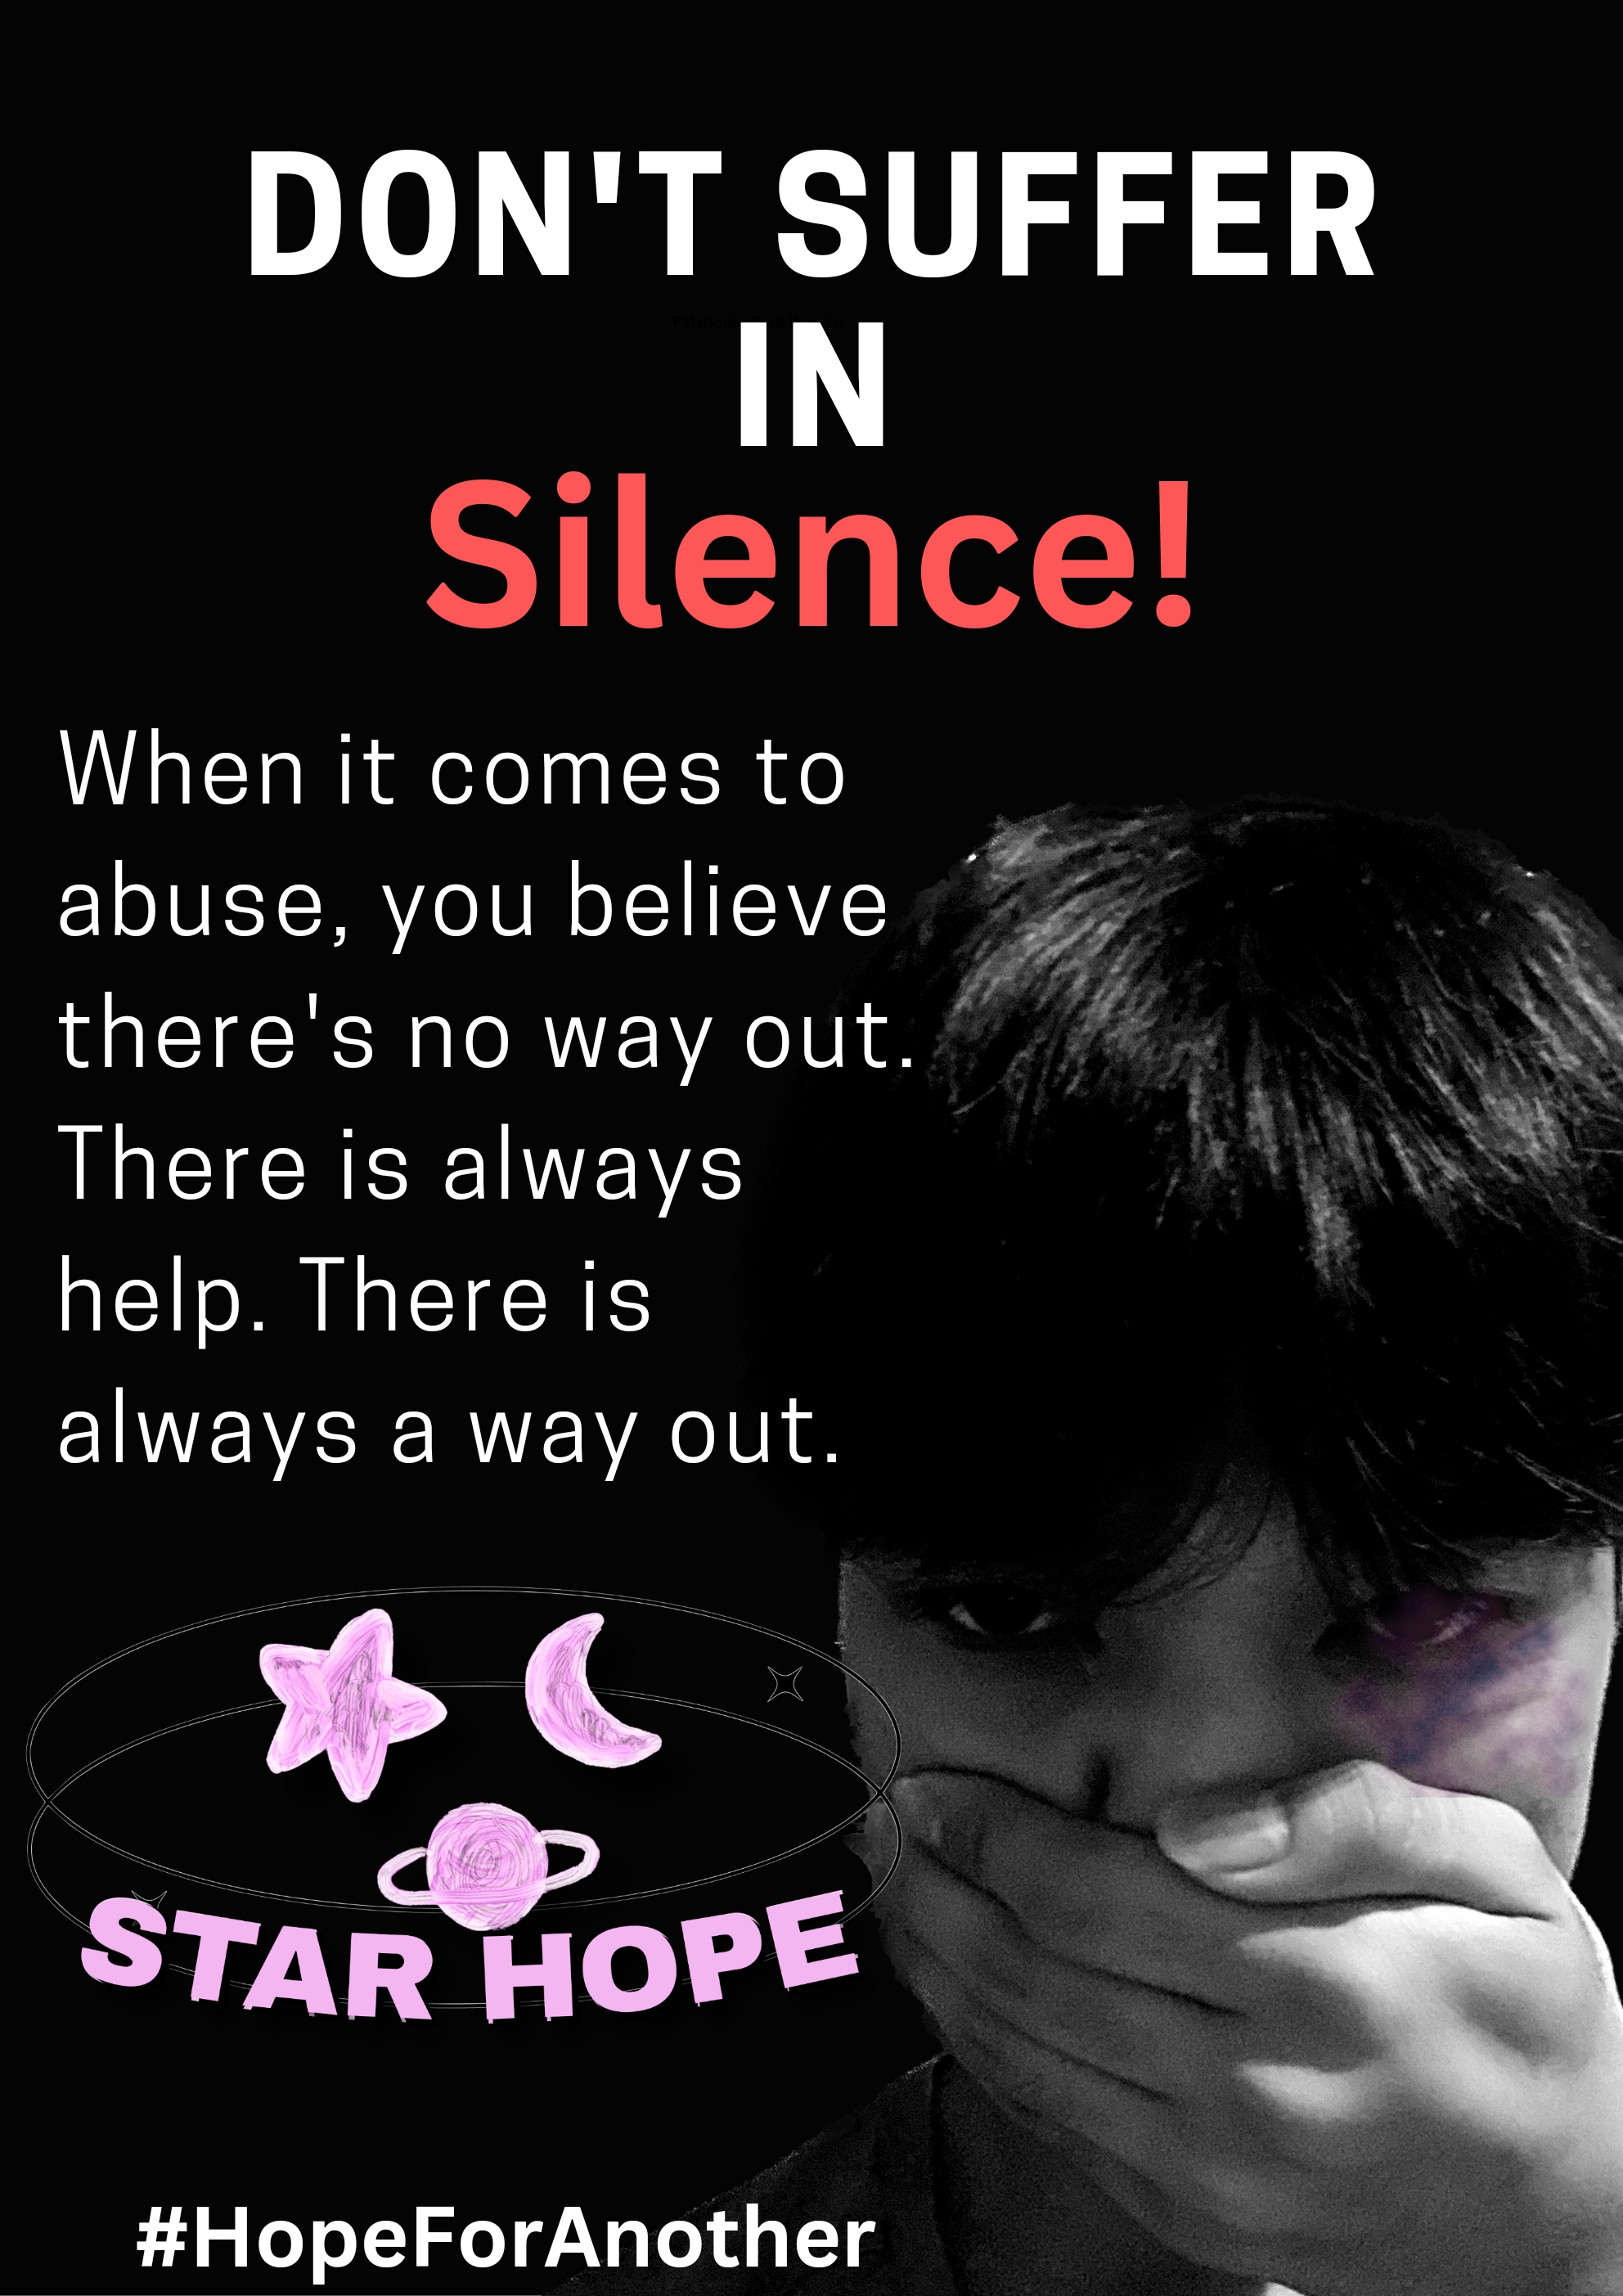 DON'T SUFFER
IN
Silence!
When it comes to
abuse, you believe
there's no way out.
There is always
help. There is
always a way out.
STAR HOPE
#HopeForAnother